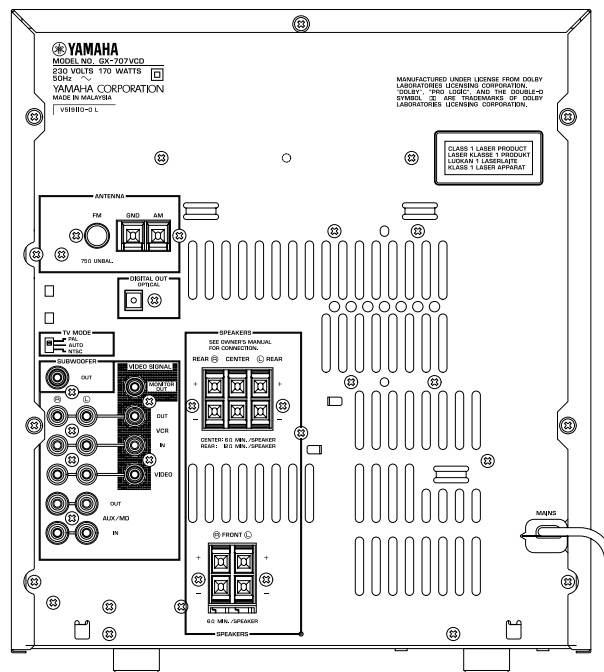 YAMAHA
MODEL NO. GX-707VCD
230 VOLTS 170 WATTS
50Hz ~
YAMAHA CORPORATION
MADE IN MALAYSIA
MANUFACTURED UNDER LICENSE FROM DOLBY
LABORATORIES LICENSING CORPORATION.
"DOLBY", "PRO LOGIC", AND THE DOUBLE-D
SYMBOL ARE TRADEMARKS OF DOLBY
LABORATORIES LICENSING CORPORATION.
CLASS 1 LASER PRODUCT
LASER KLASSE 1 PRODUKT
LUOKAN 1 LASERLAITE
KLASS 1 LASER APPARAT
ANTENNA
FM GND AM
75Ω UNBAL.
DIGITAL OUT
OPTICAL
TV MODE
PAL
AUTO
NTSC
SUBWOOFER
OUT
VIDEO SIGNAL
MONITOR
OUT
R L
OUT
VCR
IN
VIDEO
OUT
AUX/MD
IN
SPEAKERS
SEE OWNER'S MANUAL
FOR CONNECTION.
REAR R CENTER L REAR
+ +
- -
CENTER: 6Ω MIN./SPEAKER
REAR: 12Ω MIN./SPEAKER
R FRONT L
+ +
- -
6Ω MIN./SPEAKER
SPEAKERS
MAINS